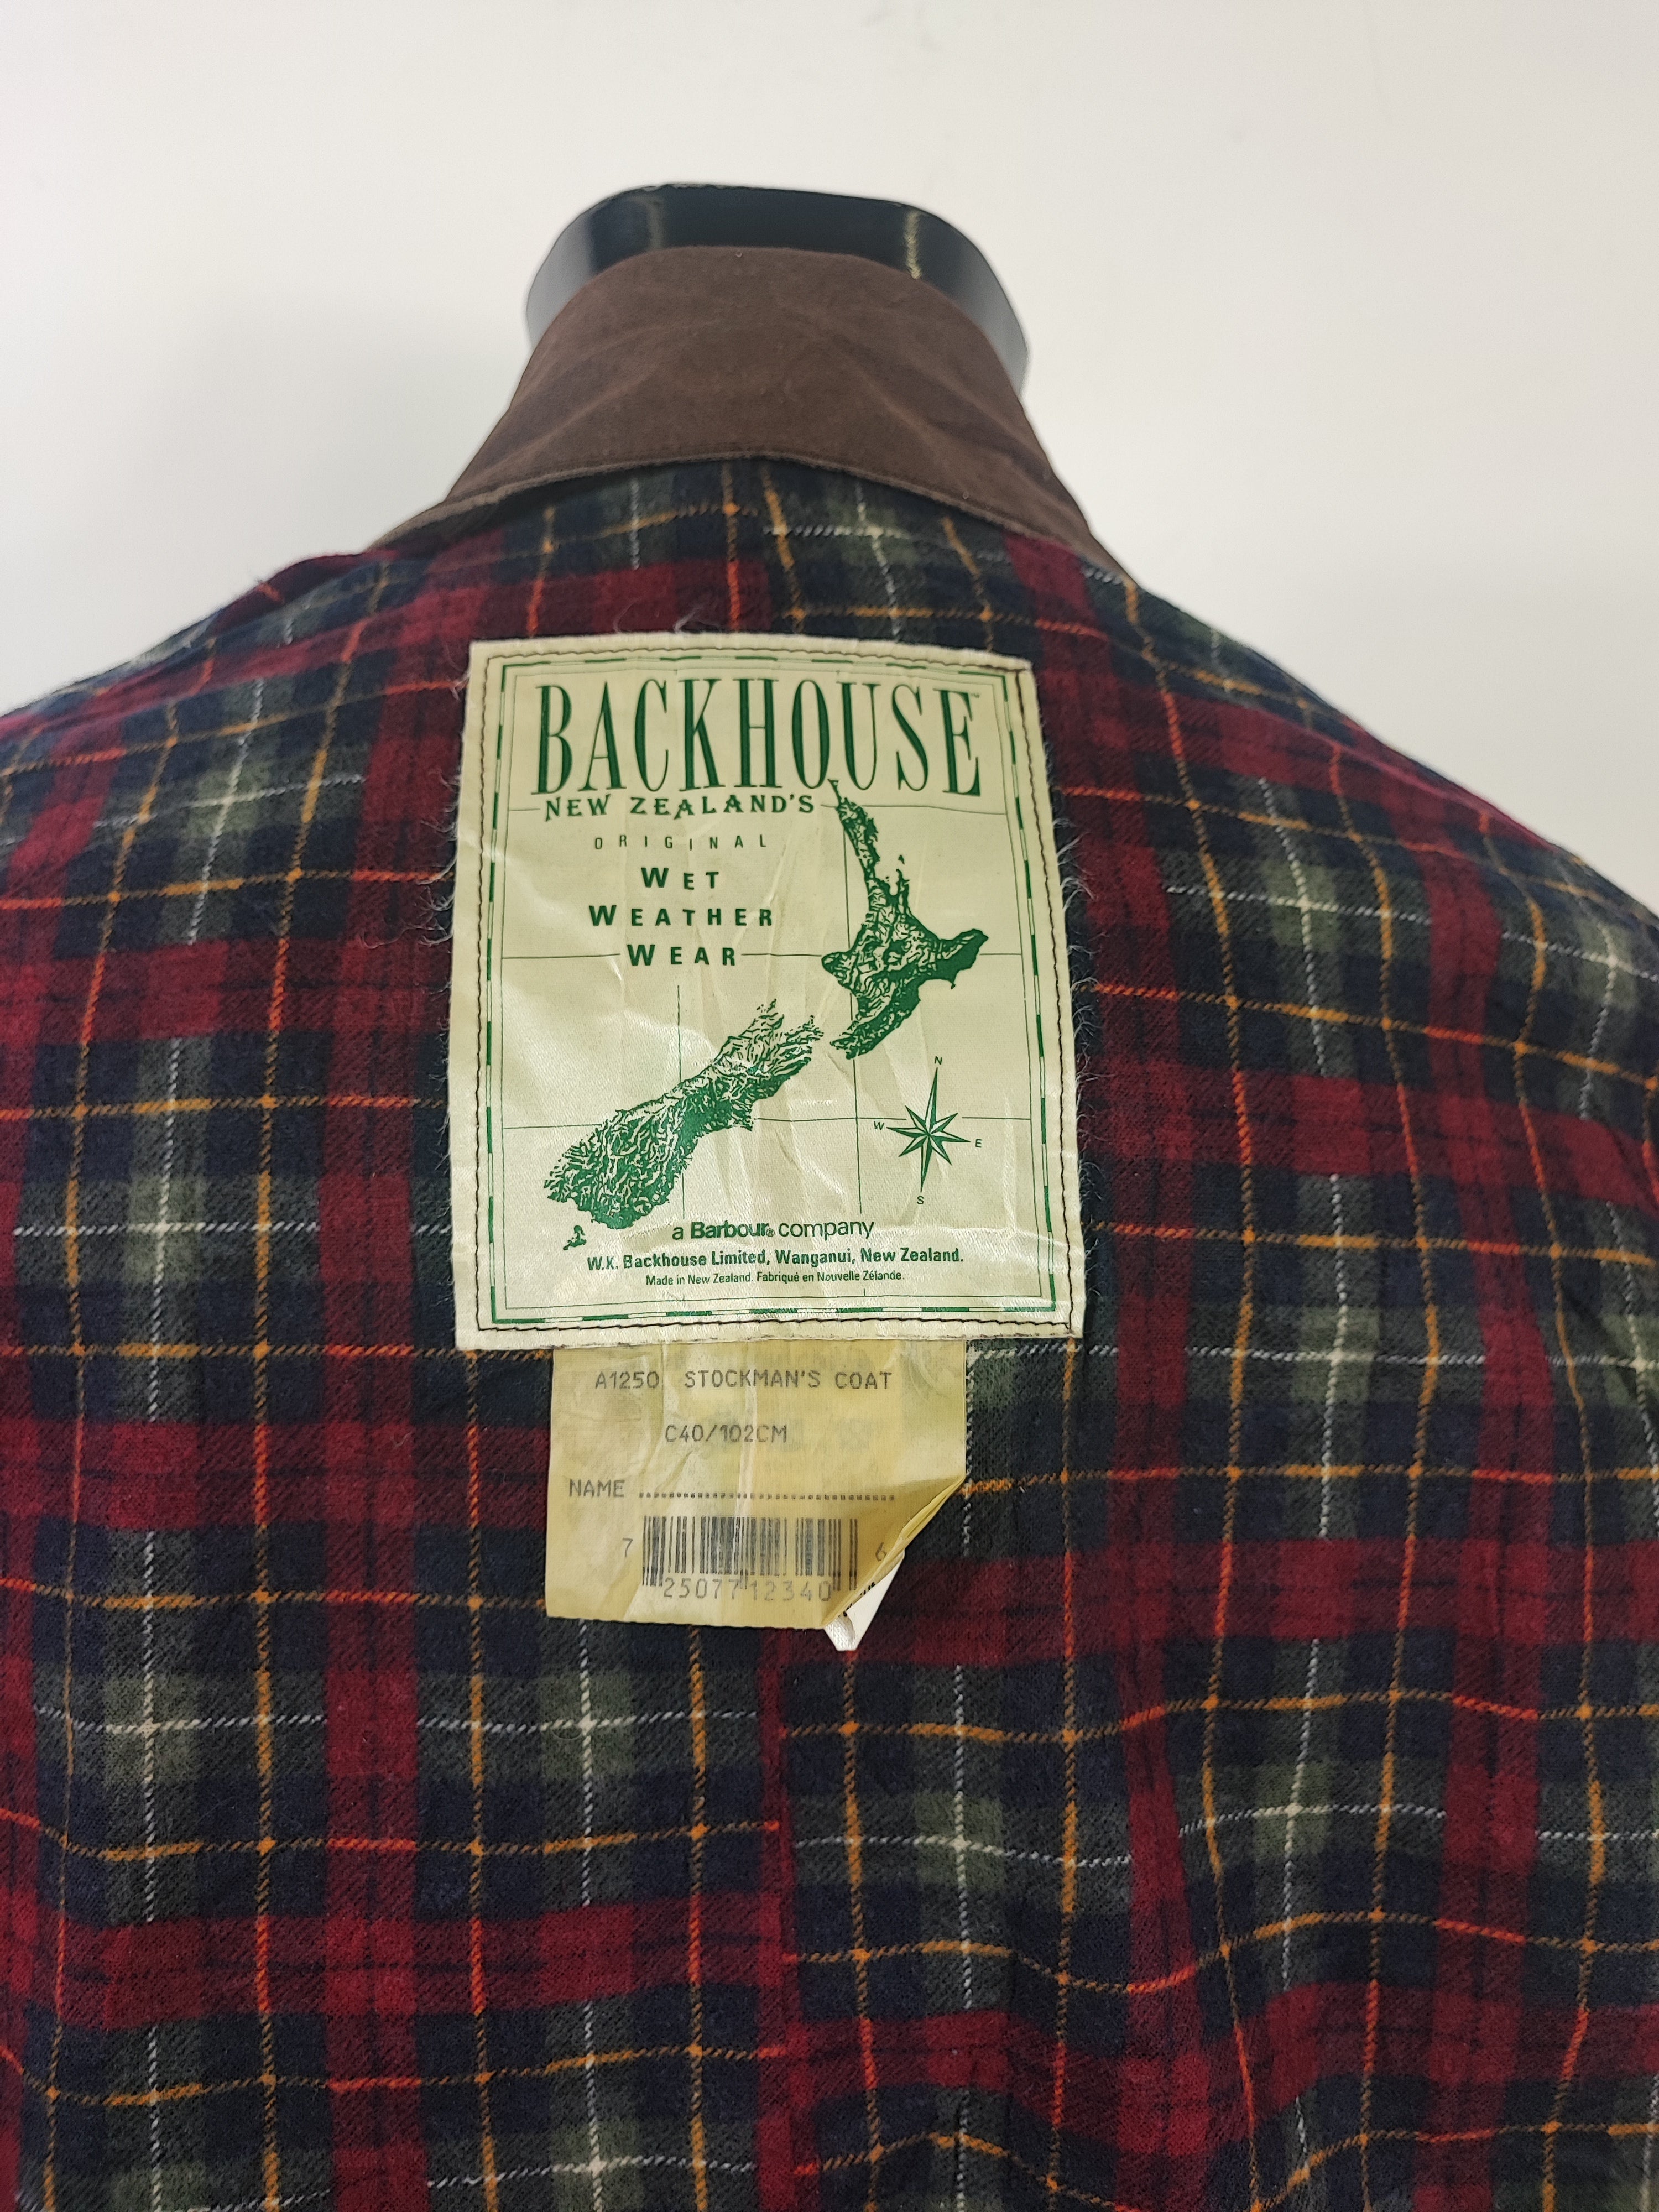 BACKHOUSE™
NEW ZEALAND'S
ORIGINAL
WET
WEATHER
WEAR
N
W E
S
a Barbour® company
W.K. Backhouse Limited, Wanganui, New Zealand.
Made in New Zealand. Fabriqué en Nouvelle Zélande.
A1250 STOCKMAN'S COAT
C40/102CM
NAME ................................
7 25077 12340 6